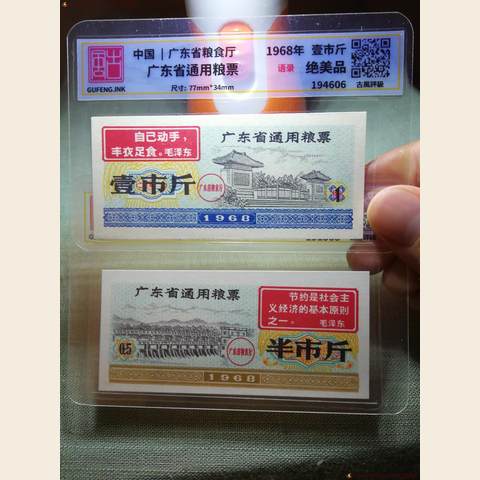 中国 | 广东省粮食厅
广东省通用粮票
尺寸: 77mm*34mm
1968年 壹市斤
语录 绝美品
194606
GUFENG.INK
古風評級
自己动手，
丰衣足食。毛泽东
广东省通用粮票
壹市斤
1
1968
广东省通用粮票
节约是社会主
义经济的基本原则
之一。 毛泽东
0.5
半市斤
1968